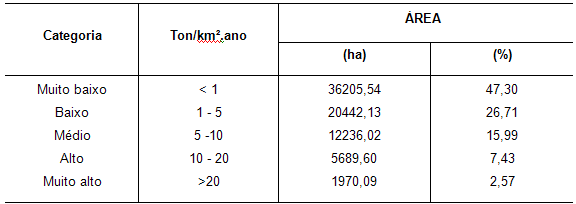 ÁREA
Categoria Ton/km².ano
(ha) (%)
Muito baixo < 1 36205,54 47,30
Baixo 1 - 5 20442,13 26,71
Médio 5 -10 12236,02 15,99
Alto 10 - 20 5689,60 7,43
Muito alto >20 1970,09 2,57